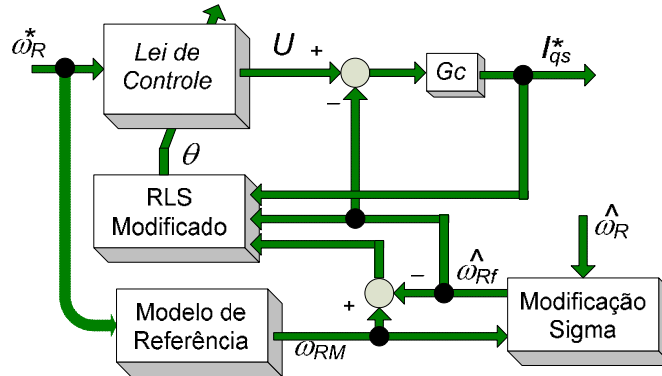 ω*R
Lei de
Controle
U
+
−
Gc
I*qs
θ
RLS
Modificado
ω̂R
−
ω̂Rf
+
Modelo de
Referência
ωRM
Modificação
Sigma